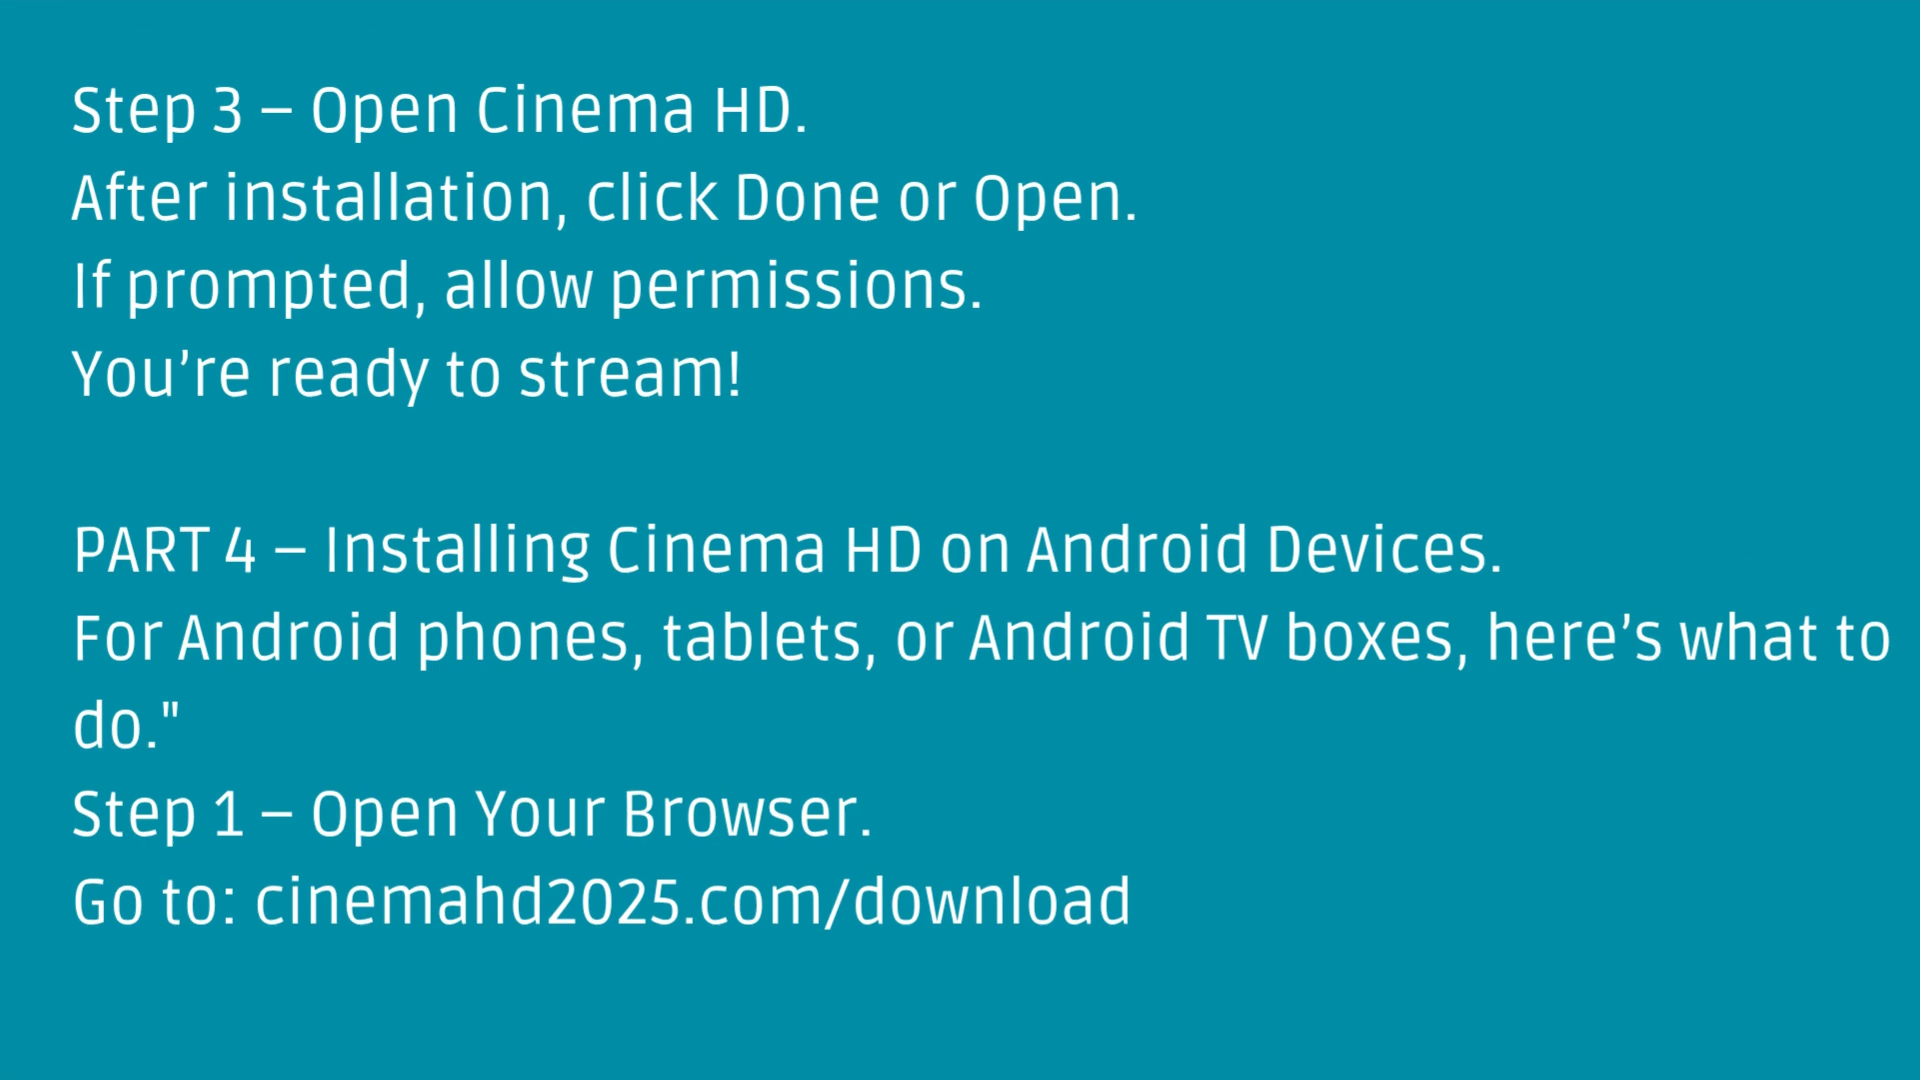 Step 3 – Open Cinema HD.
After installation, click Done or Open.
If prompted, allow permissions.
You’re ready to stream!
PART 4 – Installing Cinema HD on Android Devices.
For Android phones, tablets, or Android TV boxes, here’s what to
do."
Step 1 – Open Your Browser.
Go to: cinemahd2025.com/download